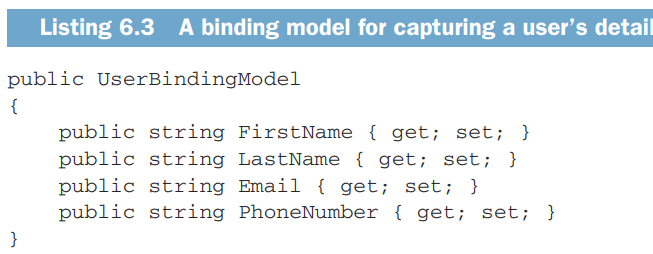 Listing 6.3 A binding model for capturing a user's detail
public UserBindingModel
{
    public string FirstName { get; set; }
    public string LastName { get; set; }
    public string Email { get; set; }
    public string PhoneNumber { get; set; }
}